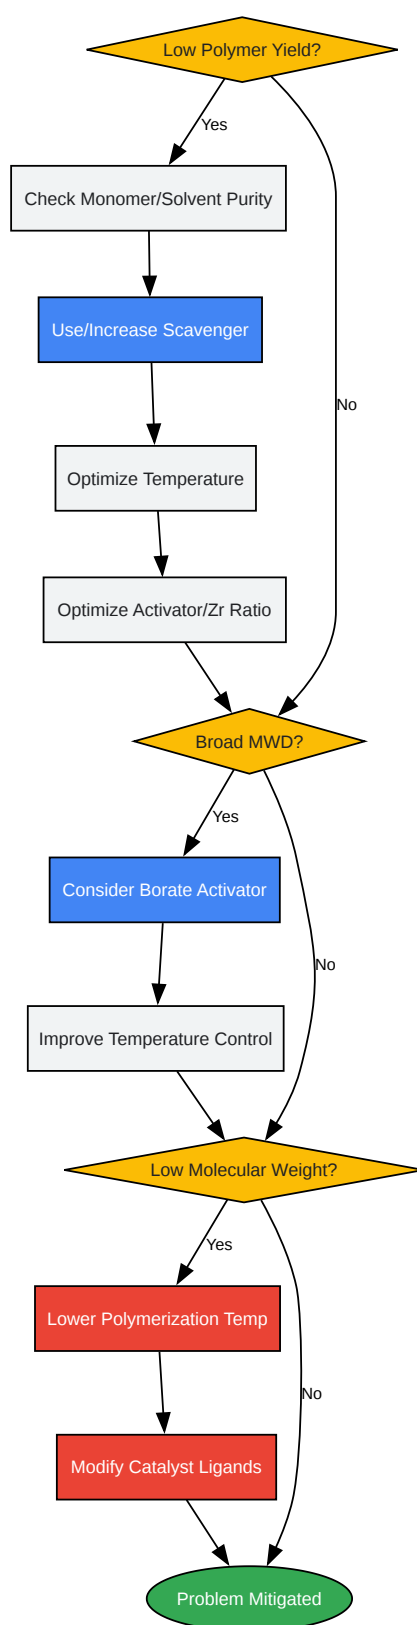 Low Polymer Yield?
Yes
Check Monomer/Solvent Purity
Use/Increase Scavenger
No
Optimize Temperature
Optimize Activator/Zr Ratio
Broad MWD?
Yes
Consider Borate Activator
No
Improve Temperature Control
Low Molecular Weight?
Yes
Lower Polymerization Temp
No
Modify Catalyst Ligands
Problem Mitigated